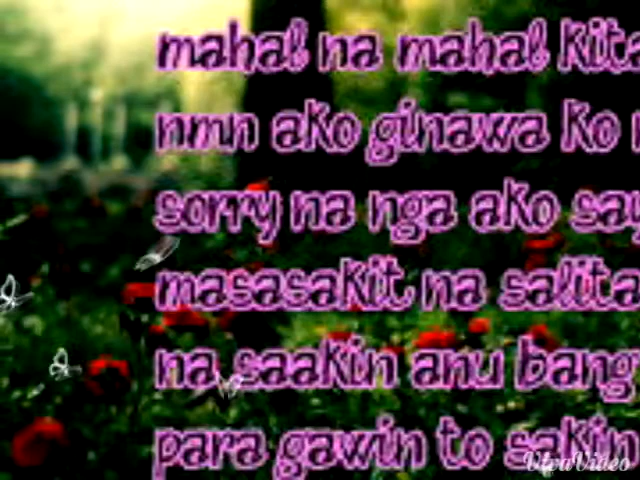 mahal na mahal kita
nmn ako ginawa ko
sorry na nga ako
masasakit na salita
na saakin anu bang
para gawin to sakin
VivaVideo